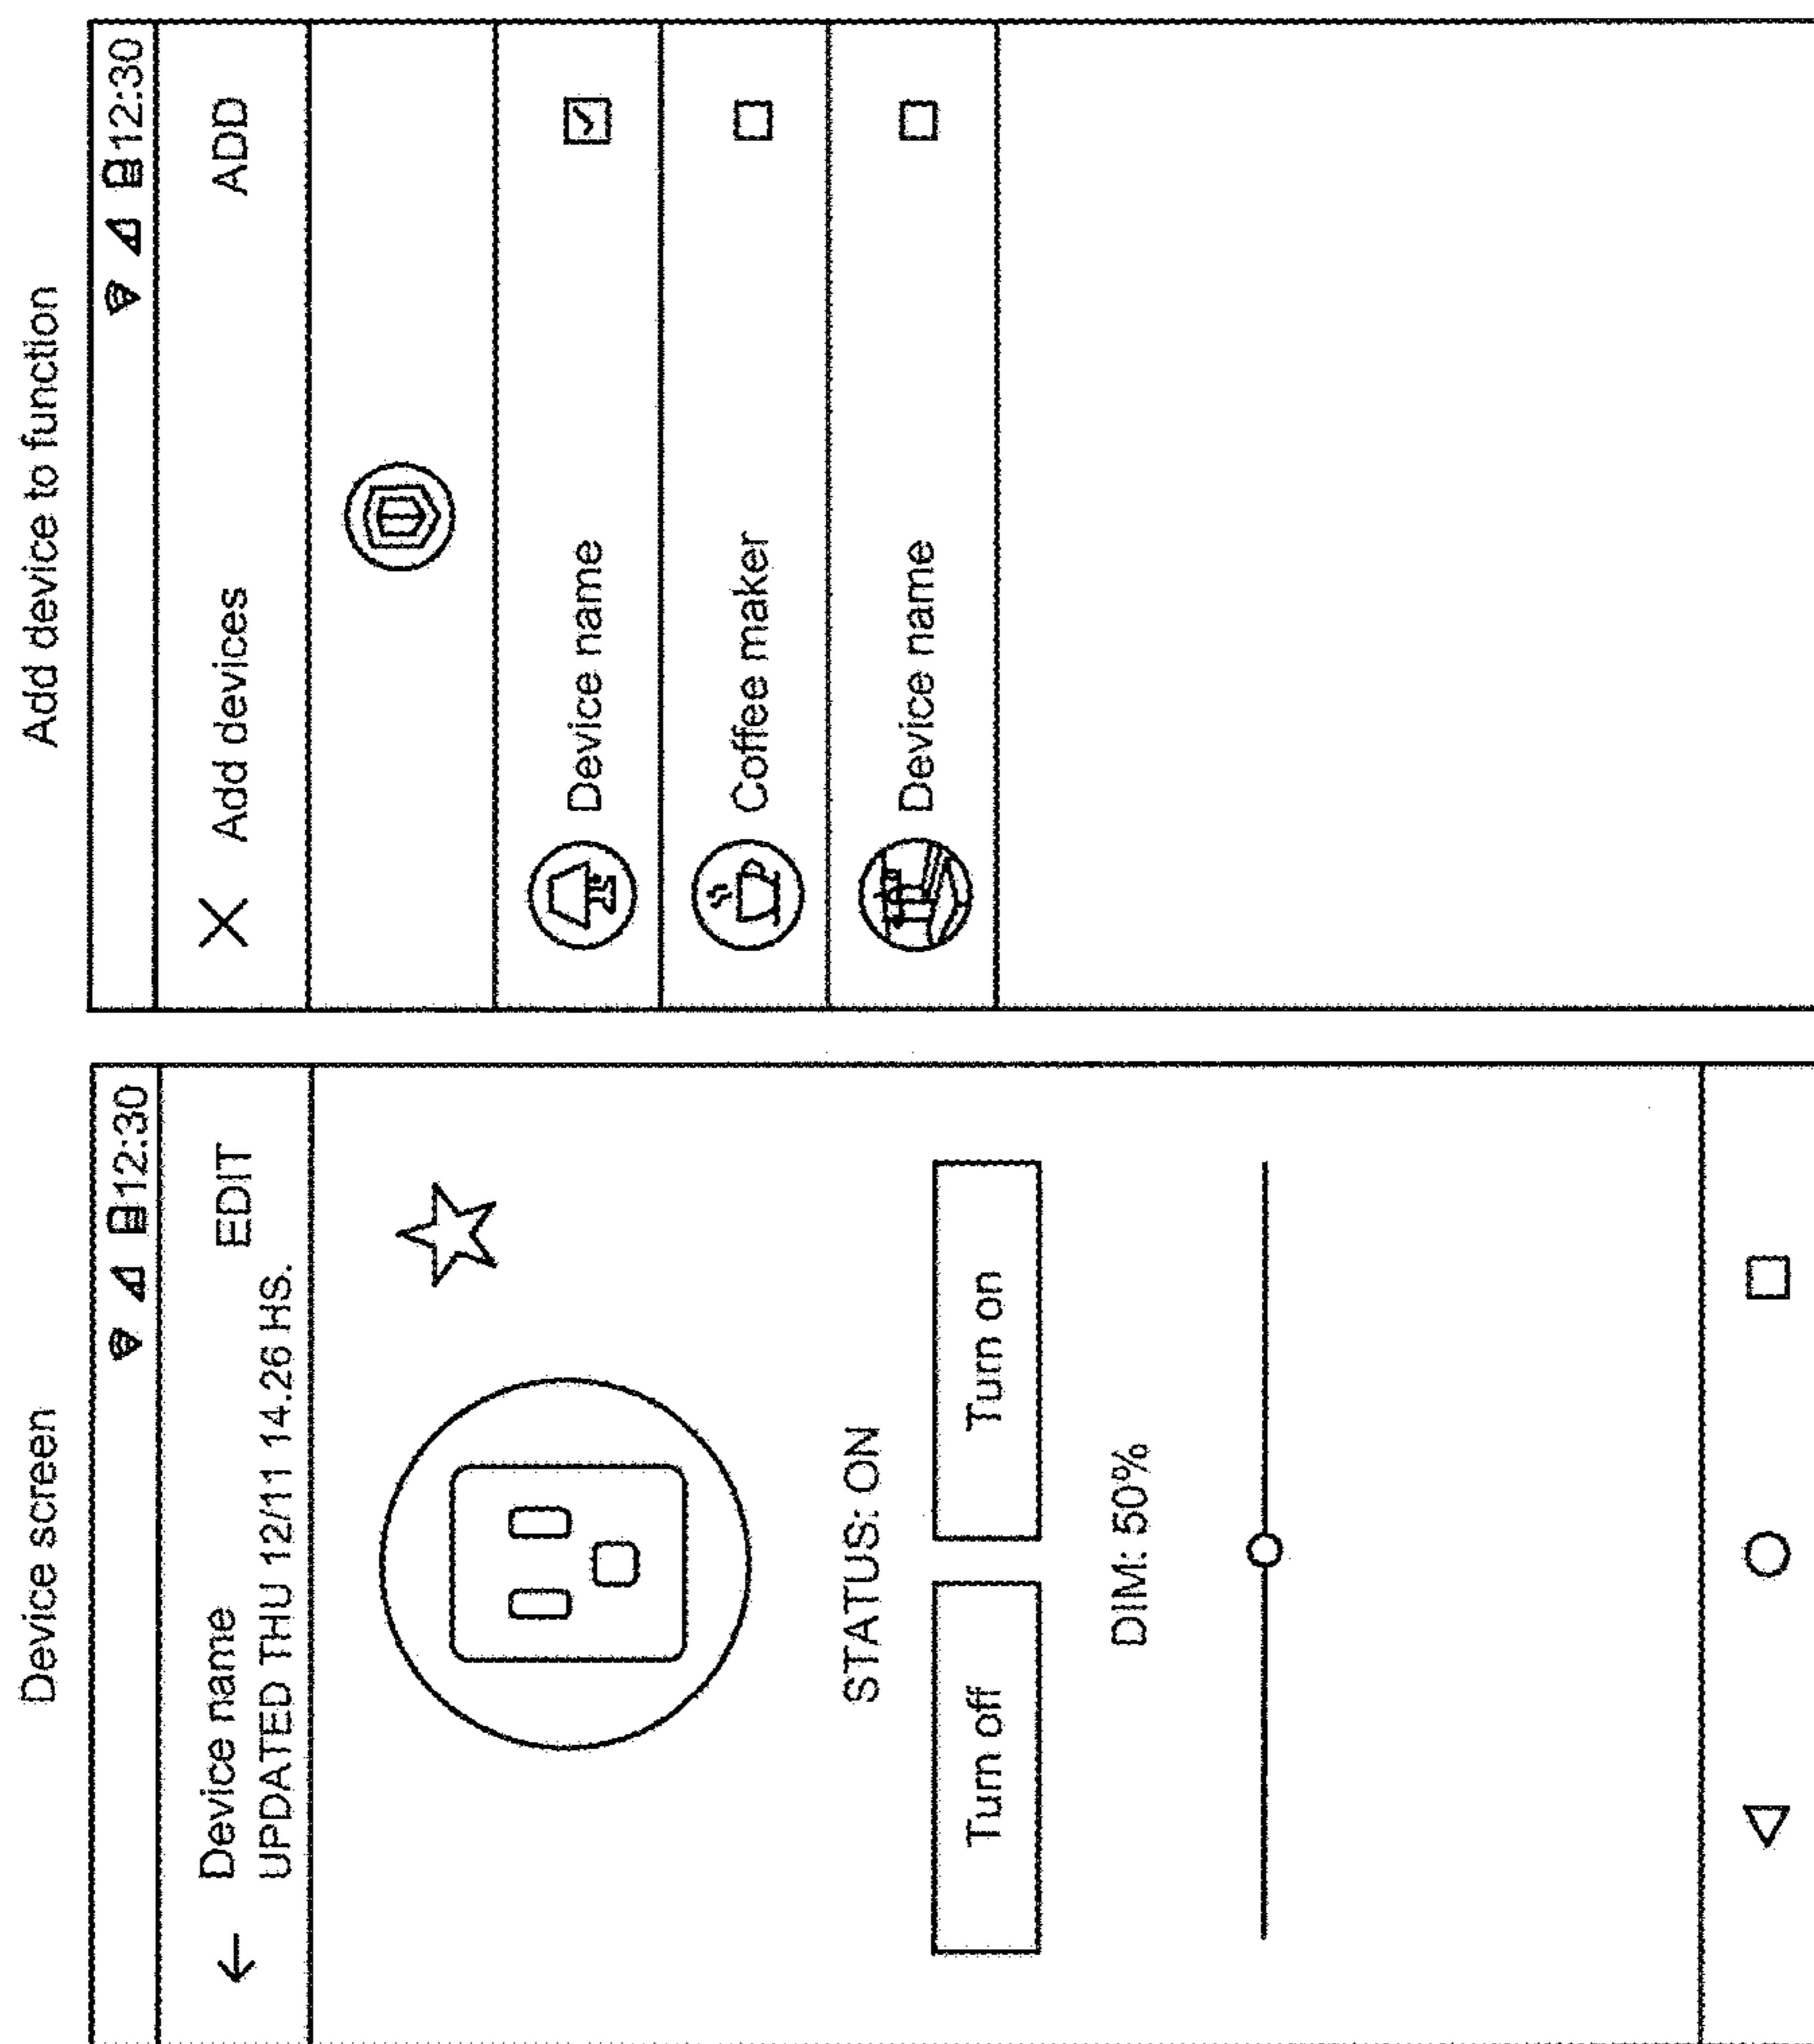 Device screen
12:30
Device name
EDIT
UPDATED THU 12/11 14.26 HS.
STATUS: ON
Turn off
Turn on
DIM: 50%
Add device to function
12:30
Add devices
ADD
Device name
Coffee maker
Device name